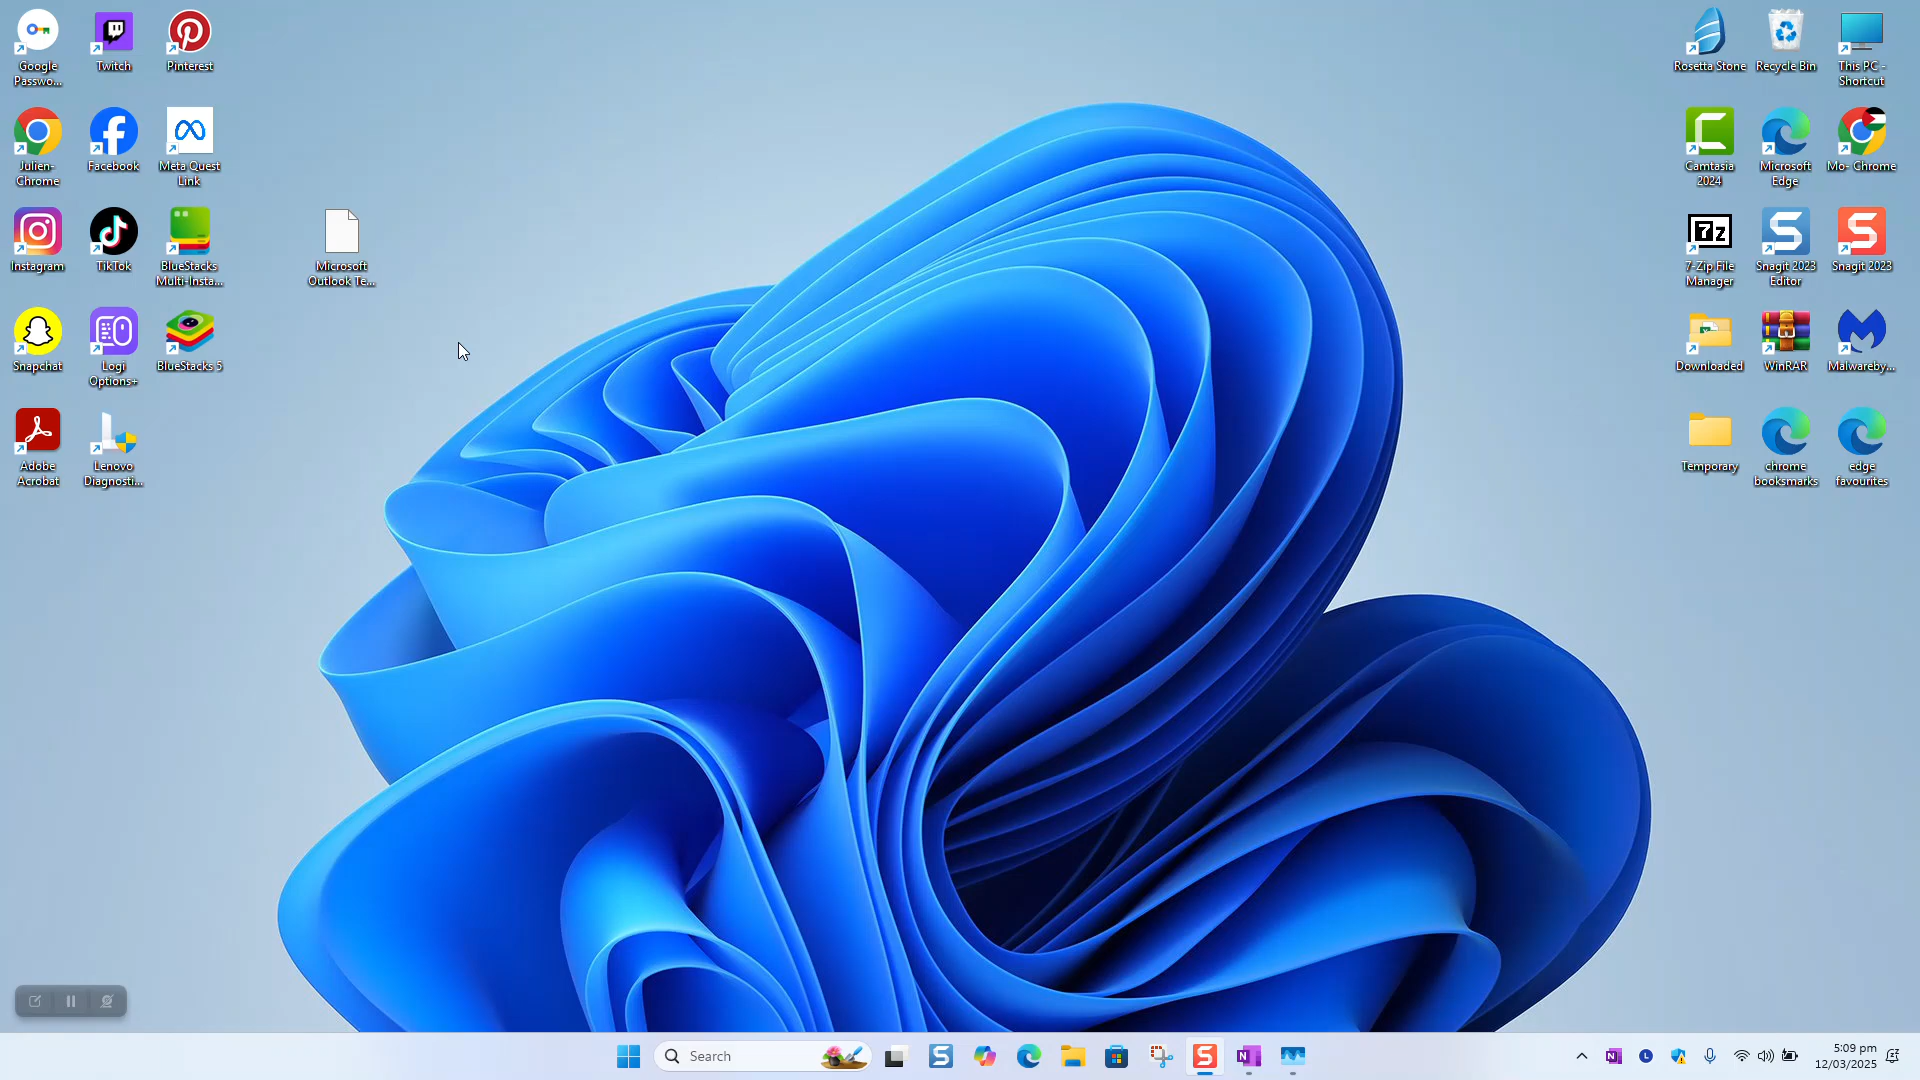 Google
Passwo...
Twitch
Pinterest
Julien-
Chrome
Facebook
Meta Quest
Link
Instagram
TikTok
BlueStacks
Multi-Insta...
Microsoft
Outlook Te...
Snapchat
Logi
Options+
BlueStacks 5
Adobe
Acrobat
Lenovo
Diagnosti...
Rosetta Stone
Recycle Bin
This PC -
Shortcut
Camtasia
2024
Microsoft
Edge
Mo- Chrome
7z
7-Zip File
Manager
Snagit 2023
Editor
Snagit 2023
Downloaded
WinRAR
Malwareby...
Temporary
chrome
booksmarks
edge
favourites
Search
5:09 pm
12/03/2025